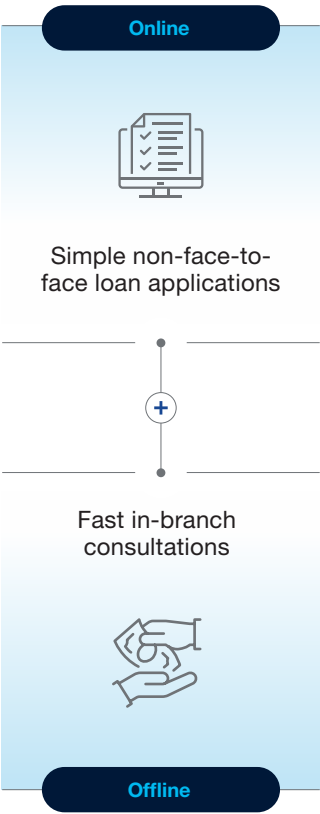 Online
Simple non-face-to-
face loan applications
+
Fast in-branch
consultations
Offline